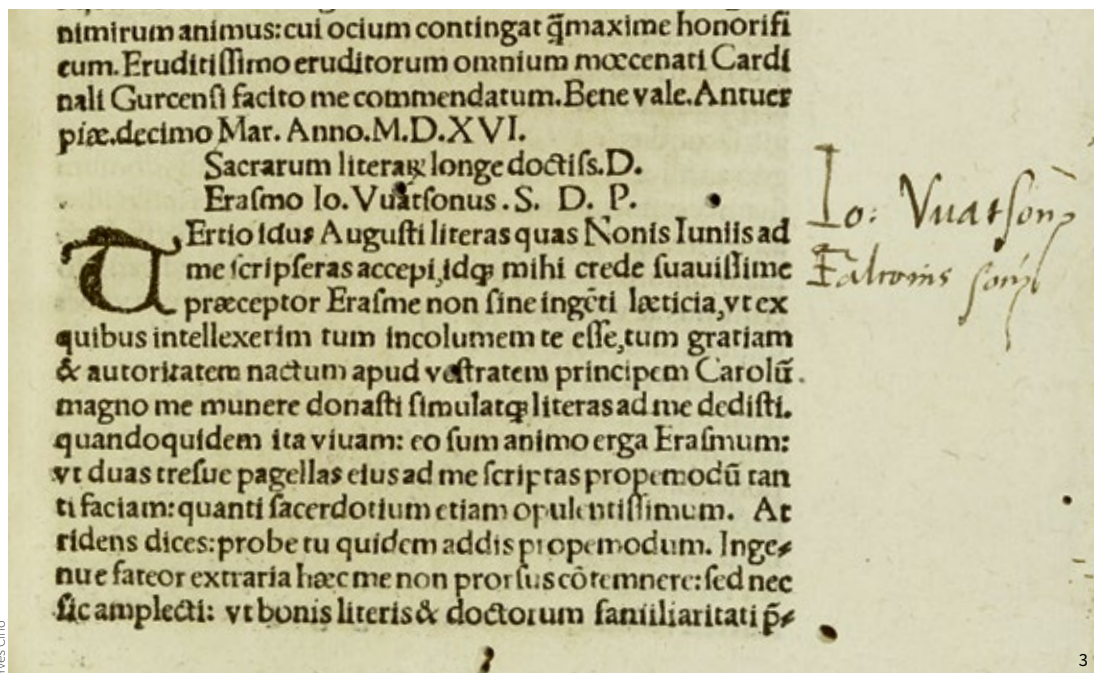 nimirum animus:cui ocium contingat q̃maxime honorifi
cum.Eruditiſſimo eruditorum omnium mœcenati Cardi
nali Gurcenſi facito me commendatum.Bene vale.Antuer
piæ.decimo Mar. Anno.M.D.XVI.
Sacrarum literaꝝ longe doctiſs.D.
Eraſmo Io. Vuatſonus . S. D. P.
TErtio idus Auguſti literas quas Nonis Iuniis ad
me ſcripſeras accepi,idq; mihi crede ſuauiſſime
præceptor Eraſme non ſine ingẽti læticia,vt ex
quibus intellexerim tum incolumem te eſſe,tum gratiam
& autoritatem nactum apud veſtratem principem Carolũ.
magno me munere donaſti ſimulatq; literas ad me dediſti.
quandoquidem ita viuam: eo ſum animo erga Eraſmum:
vt duas treſue pagellas eius ad me ſcriptas propemodũ tan
ti faciam:quanti ſacerdotium etiam opulentiſſimum. At
ridens dices:probe tu quidem addis propemodum. Inge⸗
nue fateor extraria hæc me non prorſus cõtemnere:ſed nec
ſic amplecti: vt bonis literis & doctorum familiaritati p̃⸗
Io: Vuatſon
3